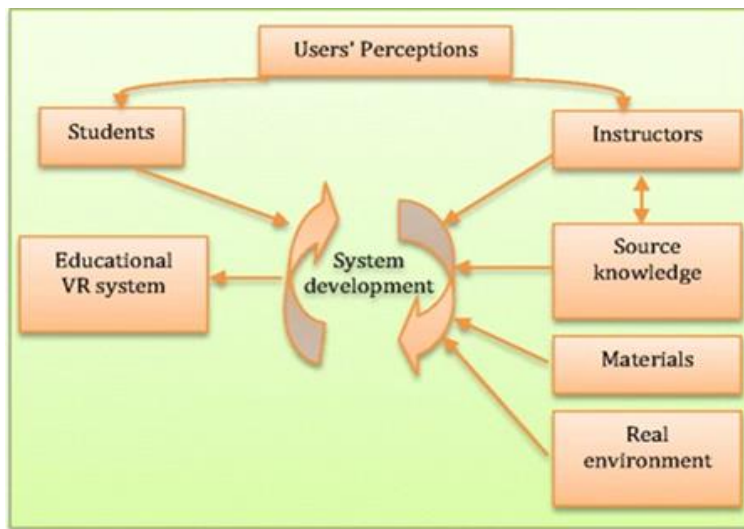 Users' Perceptions
Students
Instructors
Educational
VR system
System
development
Source
knowledge
Materials
Real
environment